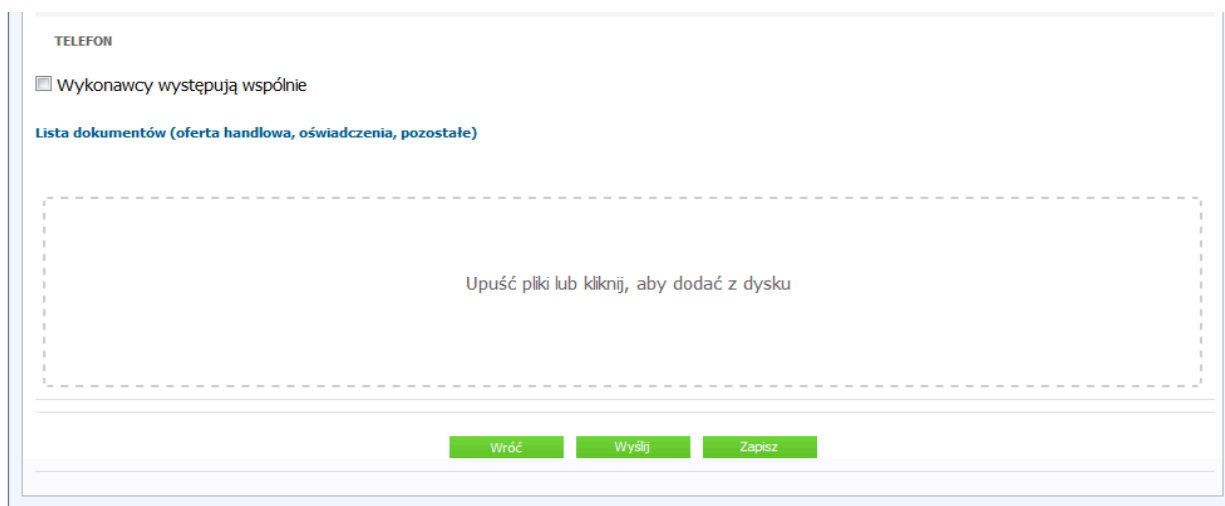 TELEFON
Wykonawcy występują wspólnie
Lista dokumentów (oferta handlowa, oświadczenia, pozostałe)
Upuść pliki lub kliknij, aby dodać z dysku
Wróć Wyślij Zapisz